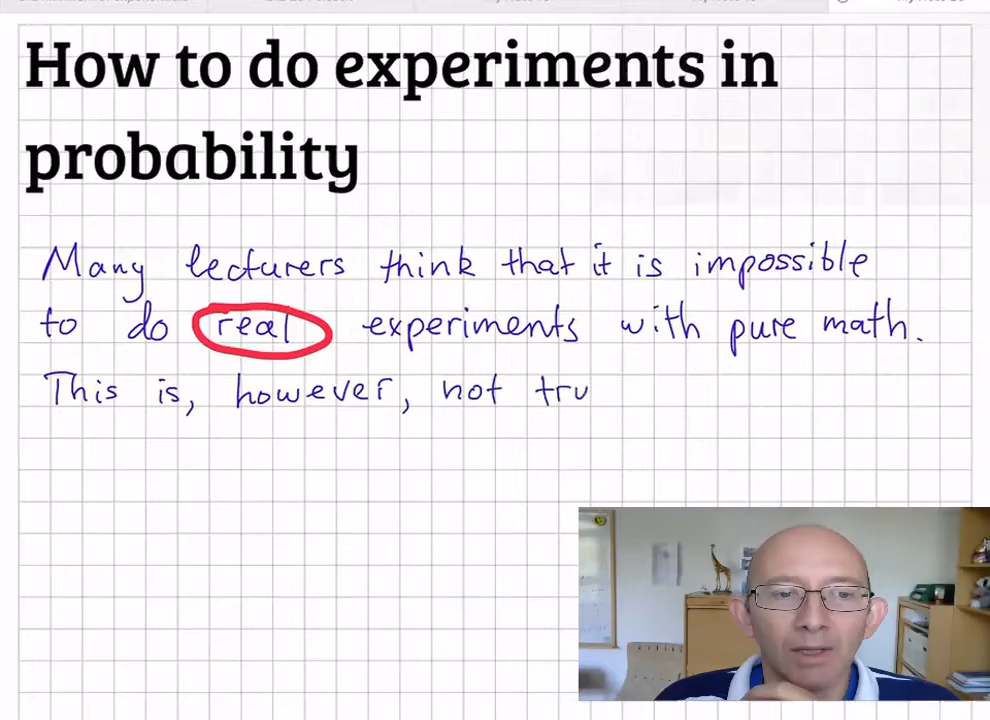 How to do experiments in
probability
Many lecturers think that it is impossible
to do real experiments with pure math.
This is, however, not tru